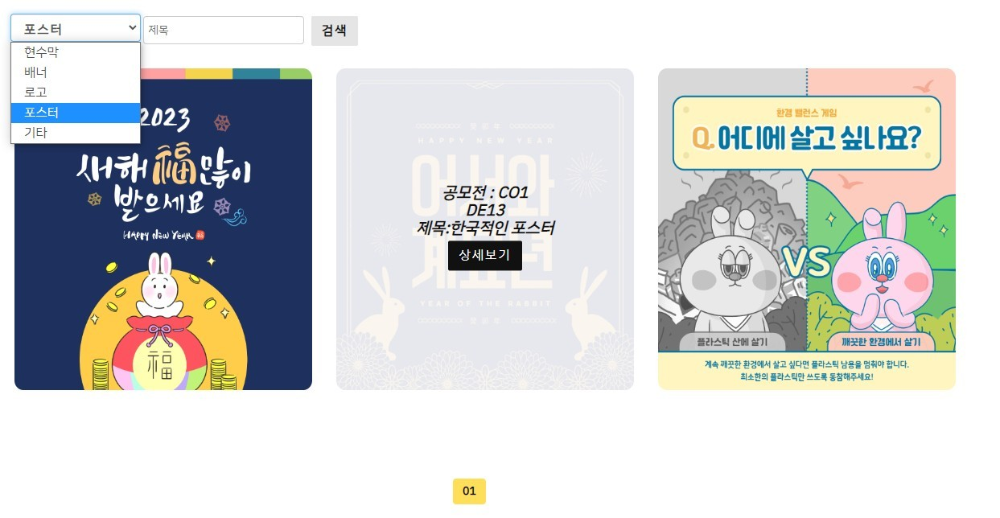 포스터
제목
검색
현수막
배너
로고
포스터
기타
2023
새해 福 많이
받으세요
HAPPY NEW YEAR
福
HAPPY NEW YEAR
어서와
계묘년
공모전 : CO1
DE13
제목:한국적인 포스터
상세보기
YEAR OF THE RABBIT
환경 밸런스 게임
Q. 어디에 살고 싶나요?
VS
플라스틱 산에 살기
깨끗한 환경에서 살기
계속 깨끗한 환경에서 살고 싶다면 플라스틱 남용을 멈춰야 합니다.
최소한의 플라스틱만 쓰도록 동참해주세요!
01